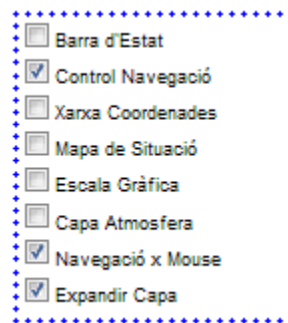 Barra d'Estat
Control Navegació
Xarxa Coordenades
Mapa de Situació
Escala Gràfica
Capa Atmosfera
Navegació x Mouse
Expandir Capa